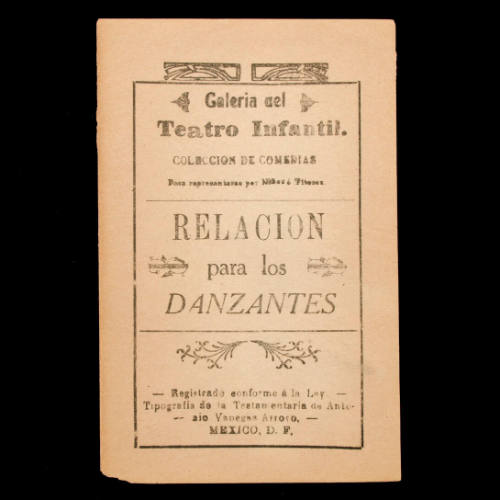 Galeria del
Teatro Infantil.
COLECCION DE COMEDIAS
Para representarse por Niños ó Títeres.
RELACION
para los
DANZANTES
— Registrado conforme á la Ley —
Tipografía de la Testamentaria de Anto-
— nio Vanegas Arroyo, —
MEXICO, D. F.